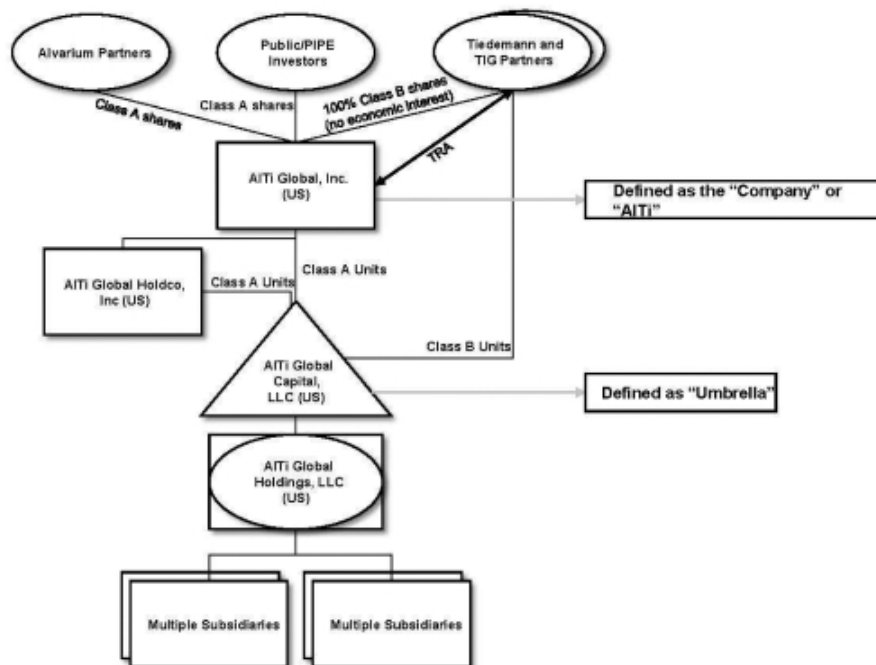 Alvarium Partners
Public/PIPE
Investors
Tiedemann and
TIG Partners
Class A shares
Class A shares
100% Class B shares
(no economic interest)
TRA
AlTi Global, Inc.
(US)
Defined as the “Company” or
“AlTi”
AlTi Global Holdco,
Inc (US)
Class A Units
Class A Units
Class B Units
AlTi Global
Capital,
LLC (US)
Defined as “Umbrella”
AlTi Global
Holdings, LLC
(US)
Multiple Subsidiaries
Multiple Subsidiaries